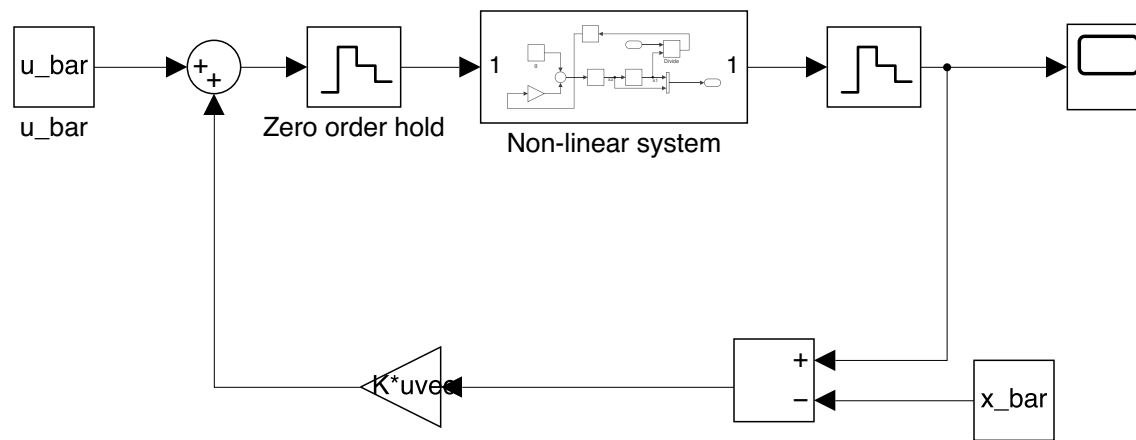 u_bar
u_bar
+
+
Zero order hold
1
g
Divide
1
Non-linear system
K*uvec
+
−
x_bar